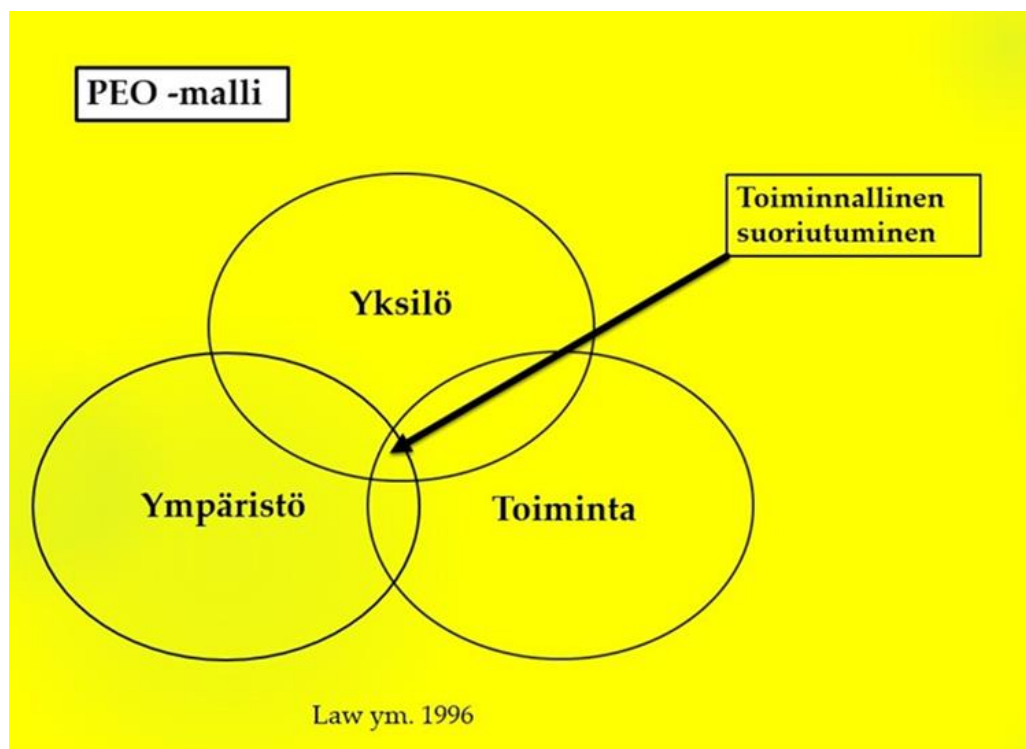 PEO -malli
Toiminnallinen
suoriutuminen
Yksilö
Ympäristö
Toiminta
Law ym. 1996